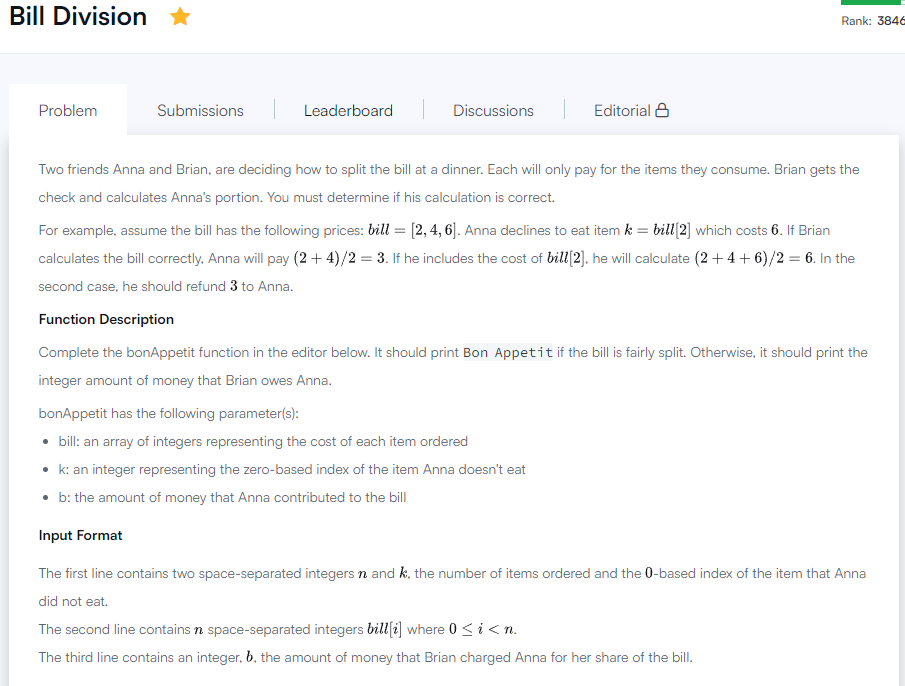 Bill Division
Rank: 3846
Problem
Submissions
Leaderboard
Discussions
Editorial
Two friends Anna and Brian, are deciding how to split the bill at a dinner. Each will only pay for the items they consume. Brian gets the
check and calculates Anna's portion. You must determine if his calculation is correct.
For example, assume the bill has the following prices: bill = [2, 4, 6]. Anna declines to eat item k = bill[2] which costs 6. If Brian
calculates the bill correctly, Anna will pay (2 + 4)/2 = 3. If he includes the cost of bill[2], he will calculate (2 + 4 + 6)/2 = 6. In the
second case, he should refund 3 to Anna.
Function Description
Complete the bonAppetit function in the editor below. It should print Bon Appetit if the bill is fairly split. Otherwise, it should print the
integer amount of money that Brian owes Anna.
bonAppetit has the following parameter(s):
• bill: an array of integers representing the cost of each item ordered
• k: an integer representing the zero-based index of the item Anna doesn't eat
• b: the amount of money that Anna contributed to the bill
Input Format
The first line contains two space-separated integers n and k, the number of items ordered and the 0-based index of the item that Anna
did not eat.
The second line contains n space-separated integers bill[i] where 0 ≤ i < n.
The third line contains an integer, b, the amount of money that Brian charged Anna for her share of the bill.